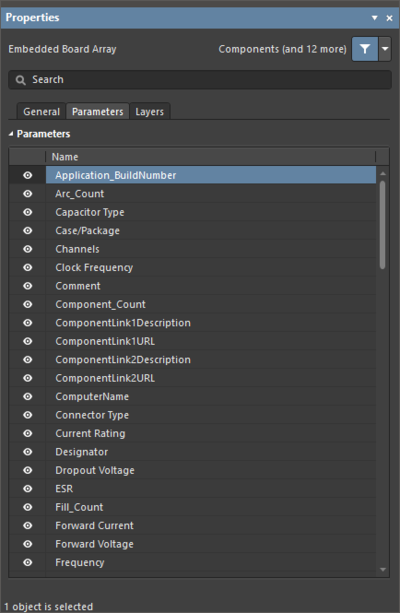 Properties
Embedded Board Array Components (and 12 more)
Search
General Parameters Layers
Parameters
Name
Application_BuildNumber
Arc_Count
Capacitor Type
Case/Package
Channels
Clock Frequency
Comment
Component_Count
ComponentLink1Description
ComponentLink1URL
ComponentLink2Description
ComponentLink2URL
ComputerName
Connector Type
Current Rating
Designator
Dropout Voltage
ESR
Fill_Count
Forward Current
Forward Voltage
Frequency
1 object is selected